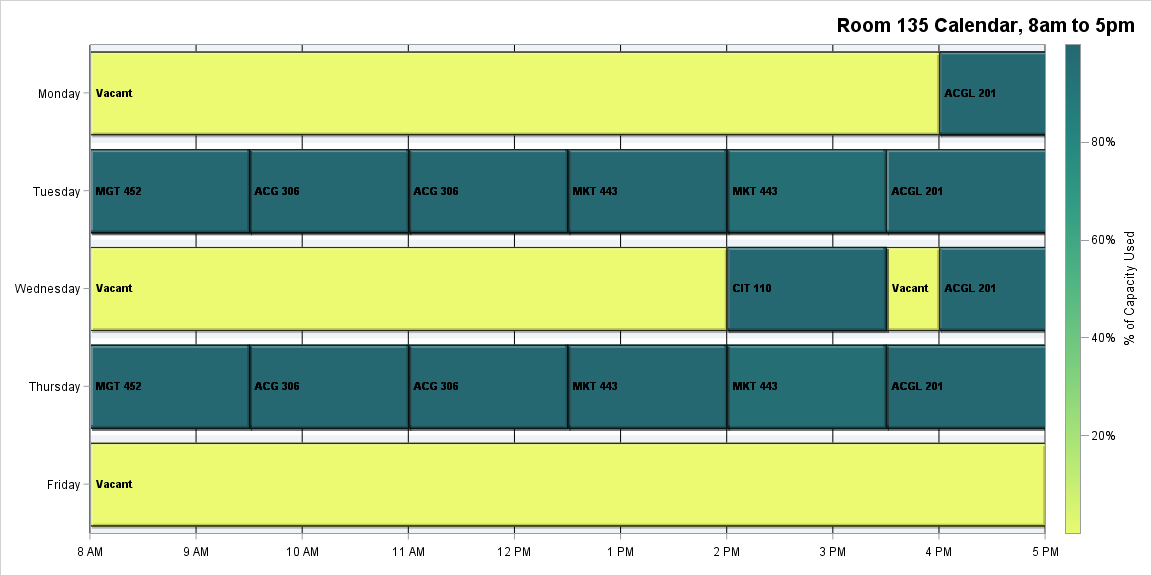 Room 135 Calendar, 8am to 5pm
Monday
Vacant
ACGL 201
Tuesday
MGT 452
ACG 306
ACG 306
MKT 443
MKT 443
ACGL 201
Wednesday
Vacant
CIT 110
Vacant
ACGL 201
Thursday
MGT 452
ACG 306
ACG 306
MKT 443
MKT 443
ACGL 201
Friday
Vacant
8 AM
9 AM
10 AM
11 AM
12 PM
1 PM
2 PM
3 PM
4 PM
5 PM
80%
60%
40%
20%
% of Capacity Used